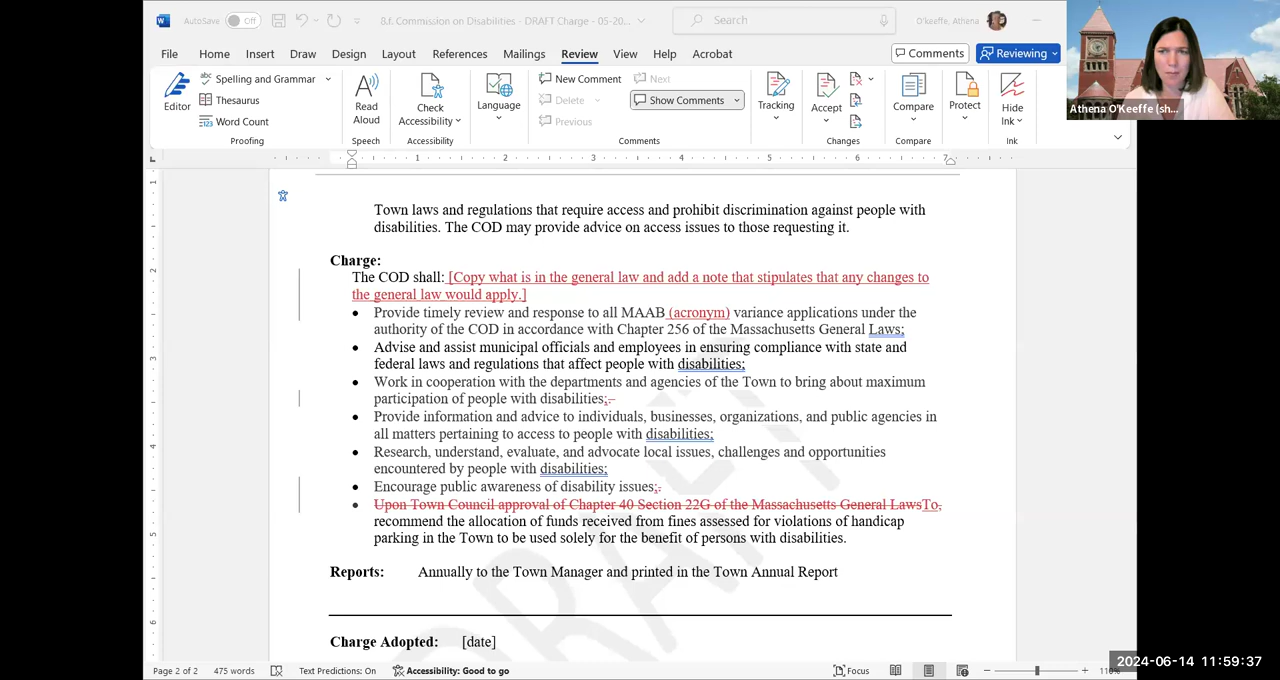 AutoSave Off
8.f. Commission on Disabilities - DRAFT Charge - 05-20...
Search
O'keeffe, Athena
File Home Insert Draw Design Layout References Mailings Review View Help Acrobat
Comments Reviewing
Editor
Spelling and Grammar
Thesaurus
Word Count
Proofing
Read Aloud
Speech
Check Accessibility
Accessibility
Language
New Comment
Delete
Previous
Next
Show Comments
Comments
Tracking
Accept
Changes
Compare
Compare
Protect
Hide Ink
Ink
Athena O'Keeffe (sh...
1 2 3 4 5 6 7
Town laws and regulations that require access and prohibit discrimination against people with
disabilities. The COD may provide advice on access issues to those requesting it.
Charge:
The COD shall: [Copy what is in the general law and add a note that stipulates that any changes to
the general law would apply.]
• Provide timely review and response to all MAAB (acronym) variance applications under the
authority of the COD in accordance with Chapter 256 of the Massachusetts General Laws;
• Advise and assist municipal officials and employees in ensuring compliance with state and
federal laws and regulations that affect people with disabilities;
• Work in cooperation with the departments and agencies of the Town to bring about maximum
participation of people with disabilities;.
• Provide information and advice to individuals, businesses, organizations, and public agencies in
all matters pertaining to access to people with disabilities;
• Research, understand, evaluate, and advocate local issues, challenges and opportunities
encountered by people with disabilities;
• Encourage public awareness of disability issues;.
• Upon Town Council approval of Chapter 40 Section 22G of the Massachusetts General LawsTo,
recommend the allocation of funds received from fines assessed for violations of handicap
parking in the Town to be used solely for the benefit of persons with disabilities.
Reports: Annually to the Town Manager and printed in the Town Annual Report
Charge Adopted: [date]
DRAFT
1
2
3
4
5
6
Page 2 of 2 475 words Text Predictions: On Accessibility: Good to go Focus
2024-06-14 11:59:37